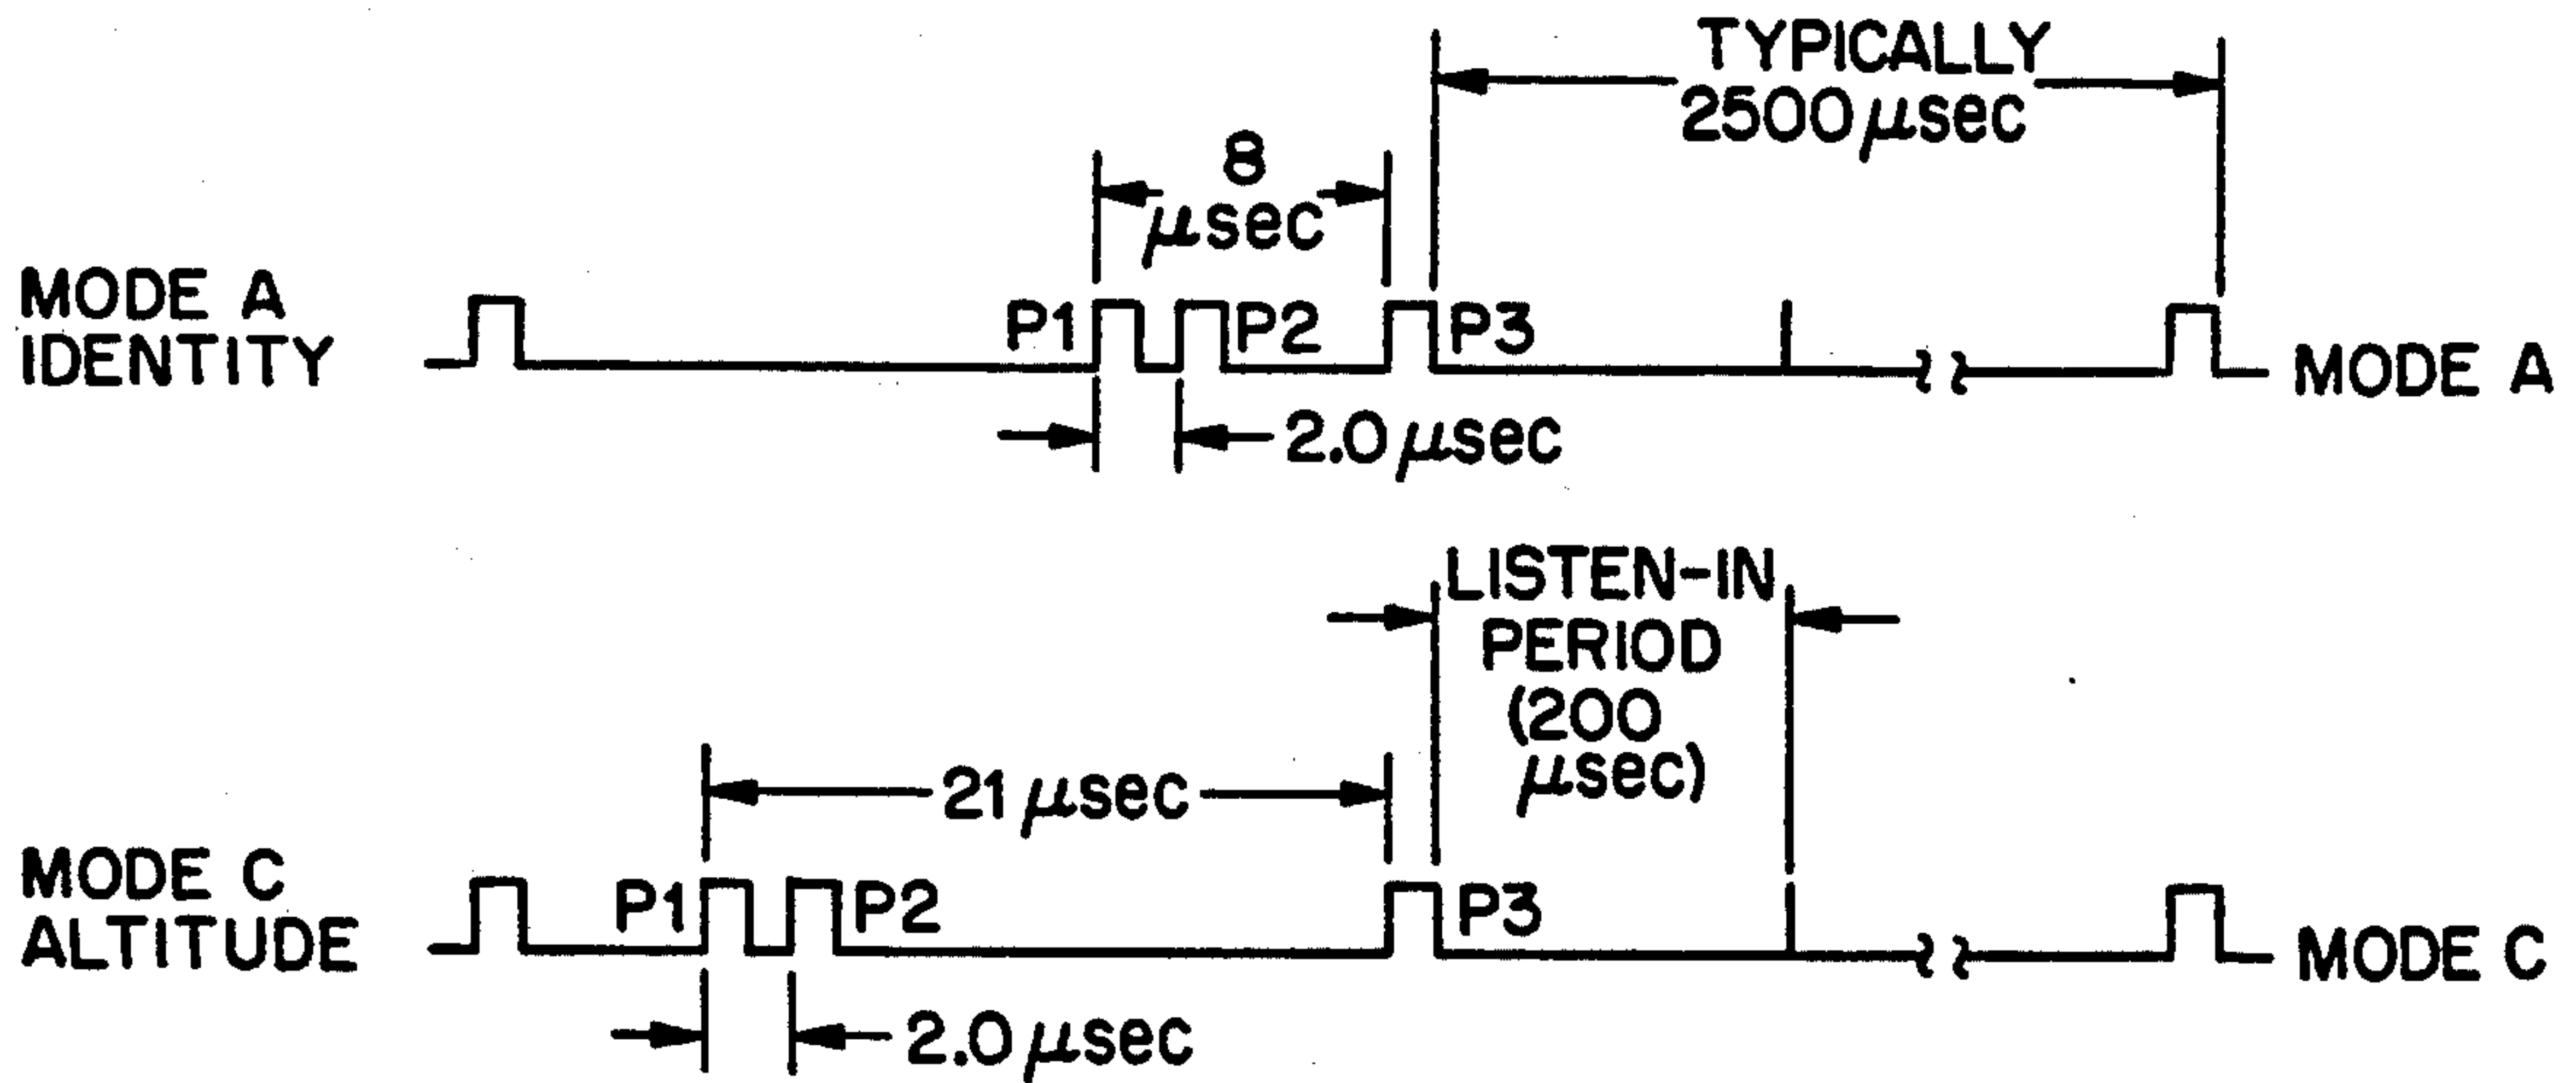 TYPICALLY
2500 μsec
8
μsec
MODE A
IDENTITY
P1
P2
P3
MODE A
2.0 μsec
LISTEN-IN
PERIOD
(200
μsec)
21 μsec
MODE C
ALTITUDE
P1
P2
P3
MODE C
2.0 μsec